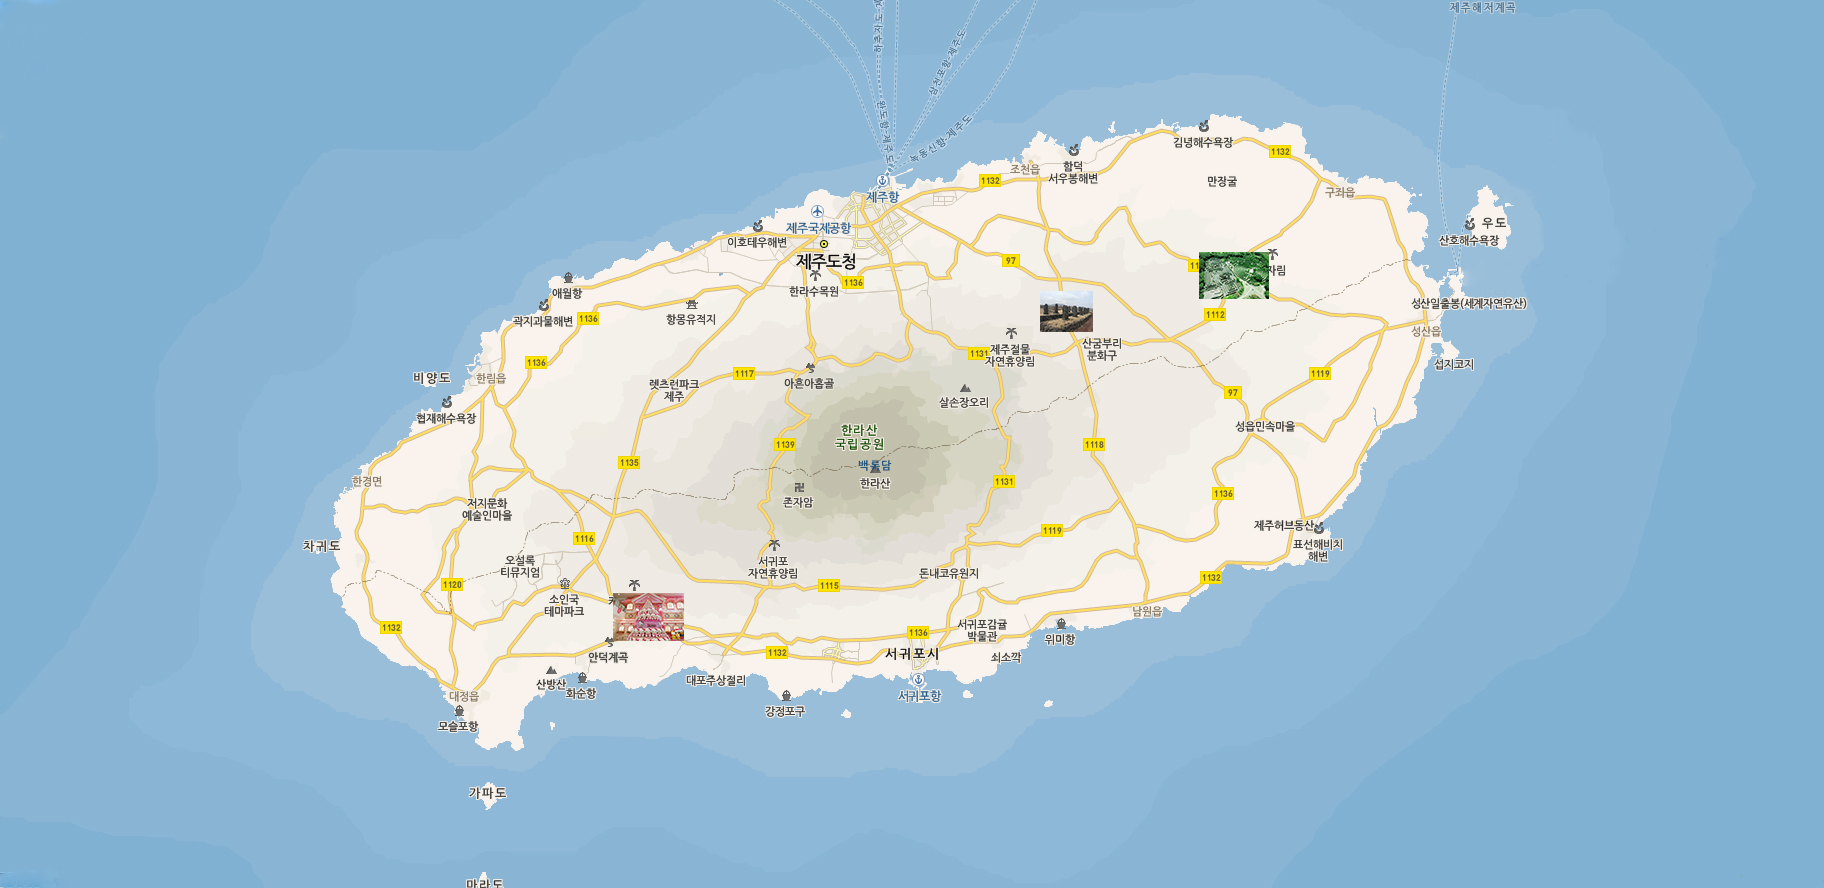 제주해저계곡
하추자도-제
삼천포항-제주도
녹동신항-제주도
김녕해수욕장
1132
함덕
서우봉해변
조천읍
1132
만장굴
구좌읍
제주항
제주국제공항
이호테우해변
제주도청
우도
산호해수욕장
97
11
자림
1136
한라수목원
애월항
곽지과물해변
1136
항몽유적지
성산일출봉(세계자연유산)
성산읍
1112
산굼부리
분화구
1131
제주절물
자연휴양림
섭지코지
1136
비양도
한림읍
1117
렛츠런파크
제주
아흔아홉골
살손장오리
1119
97
협재해수욕장
성읍민속마을
한라산
국립공원
1139
1118
1135
백록담
한라산
한경면
존자암
1131
1136
저지문화
예술인마을
제주허브동산
1119
1116
차귀도
표선해비치
해변
오설록
티뮤지엄
서귀포
자연휴양림
돈내코유원지
1132
1120
1115
소인국
테마파크
남원읍
1132
1136
서귀포감귤
박물관
위미항
1132
서귀포시
쇠소깍
안덕계곡
대포주상절리
산방산
화순항
대정읍
서귀포항
강정포구
모슬포항
가파도
마라도